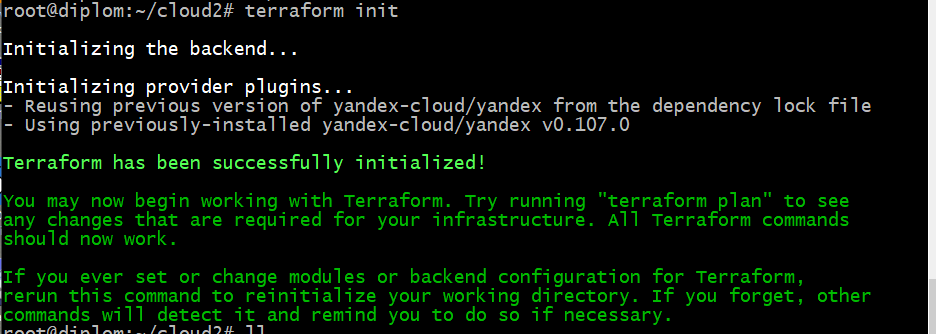 root@diplom:~/cloud2# terraform init
Initializing the backend...
Initializing provider plugins...
- Reusing previous version of yandex-cloud/yandex from the dependency lock file
- Using previously-installed yandex-cloud/yandex v0.107.0
Terraform has been successfully initialized!
You may now begin working with Terraform. Try running "terraform plan" to see
any changes that are required for your infrastructure. All Terraform commands
should now work.
If you ever set or change modules or backend configuration for Terraform,
rerun this command to reinitialize your working directory. If you forget, other
commands will detect it and remind you to do so if necessary.
root@diplom:~/cloud2# ll